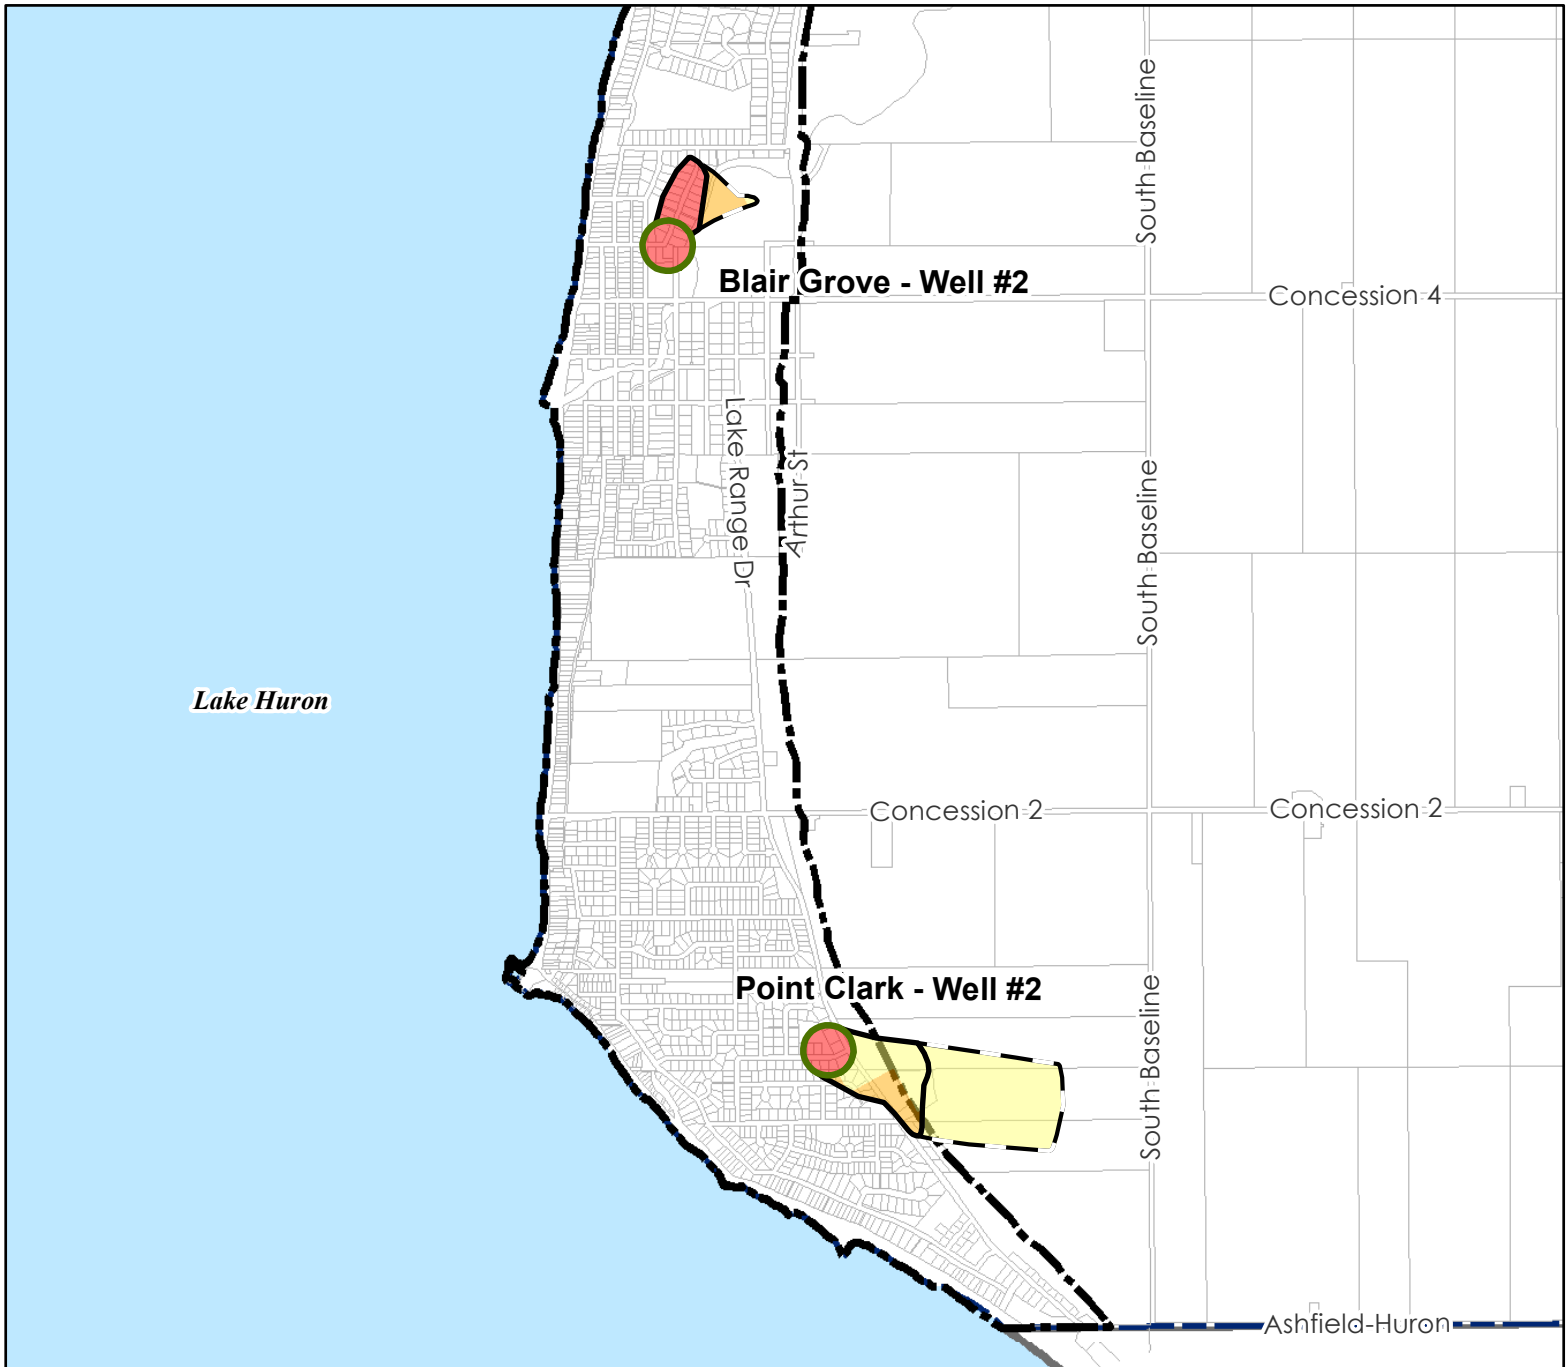 South Baseline
Blair Grove - Well #2
Concession 4
Lake Range Dr
Arthur St
South Baseline
Lake Huron
Concession 2
Concession 2
Point Clark - Well #2
South Baseline
Ashfield-Huron